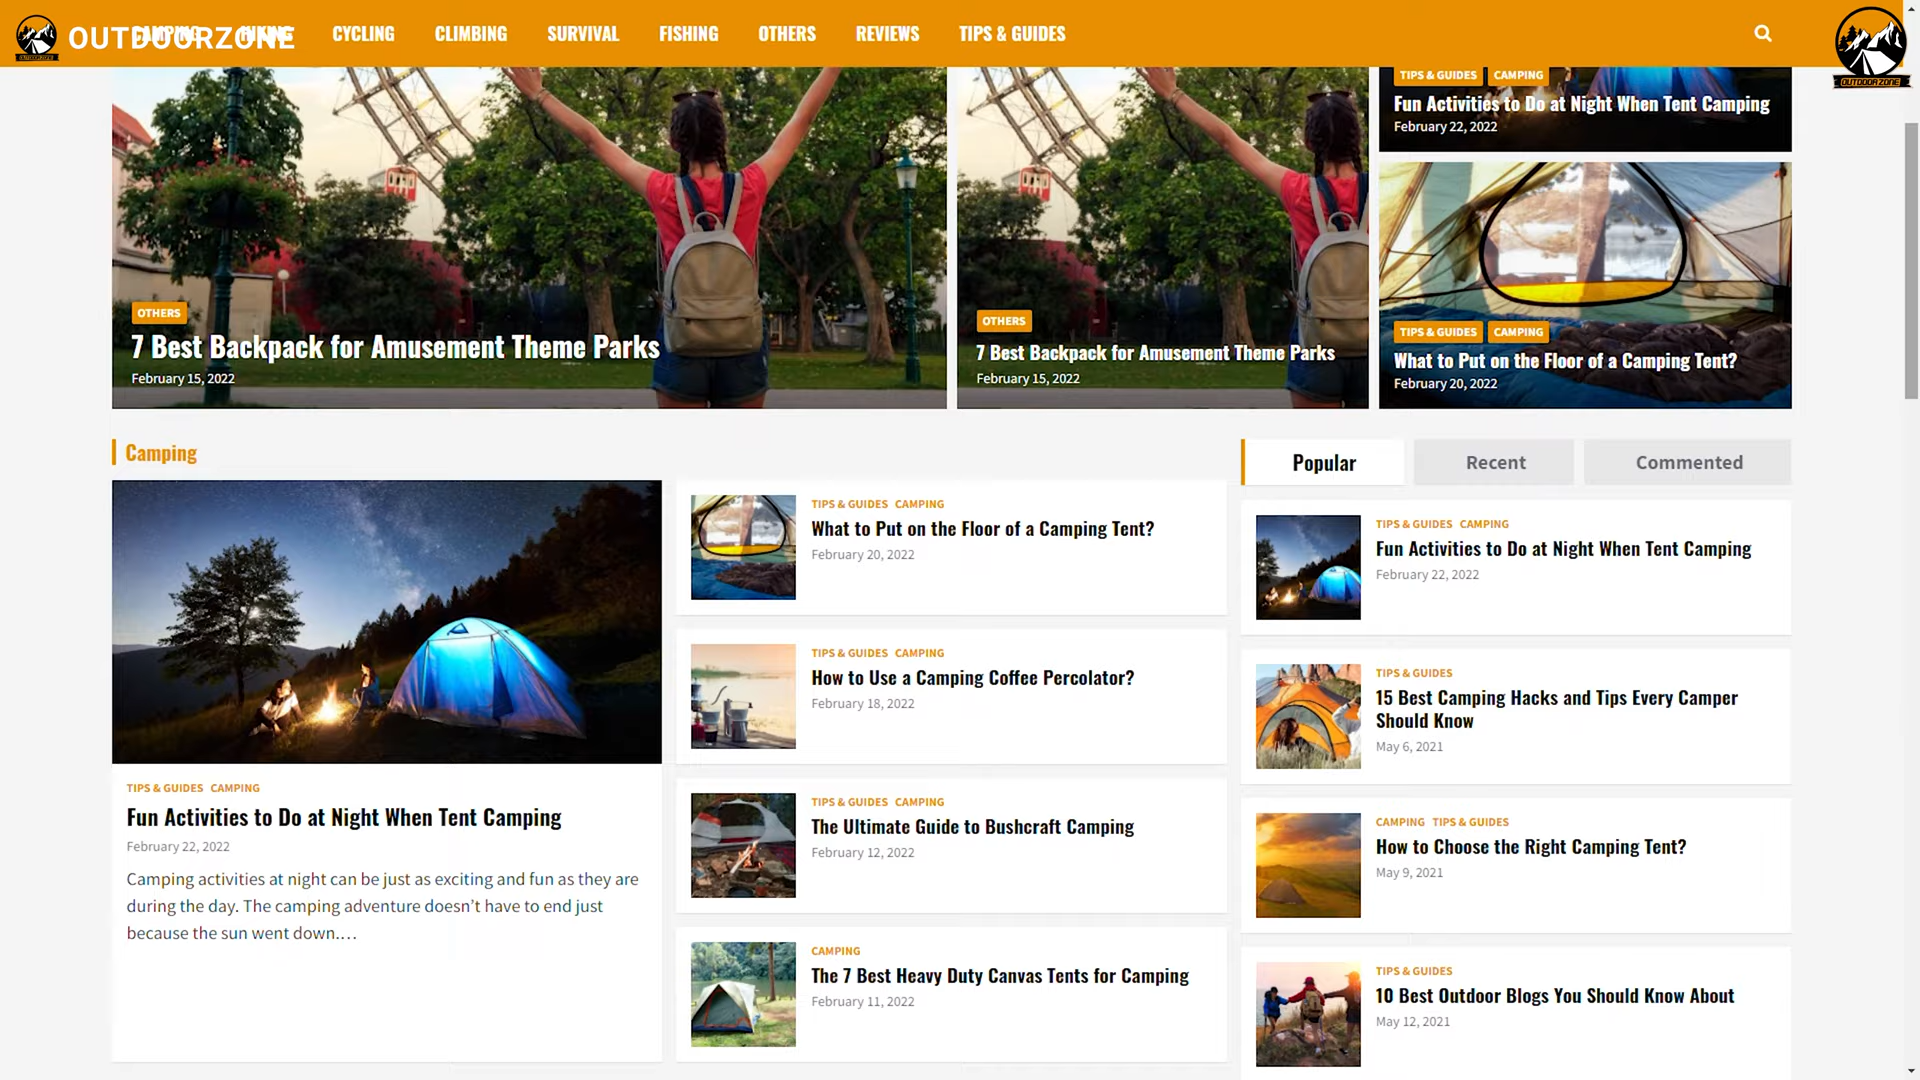 OUTDOORZONE
CAMPING HIKING CYCLING CLIMBING SURVIVAL FISHING OTHERS REVIEWS TIPS & GUIDES
OUTDOORZONE
OTHERS
7 Best Backpack for Amusement Theme Parks
February 15, 2022
OTHERS
7 Best Backpack for Amusement Theme Parks
February 15, 2022
TIPS & GUIDES CAMPING
Fun Activities to Do at Night When Tent Camping
February 22, 2022
TIPS & GUIDES CAMPING
What to Put on the Floor of a Camping Tent?
February 20, 2022
Camping
TIPS & GUIDES CAMPING
Fun Activities to Do at Night When Tent Camping
February 22, 2022
Camping activities at night can be just as exciting and fun as they are
during the day. The camping adventure doesn’t have to end just
because the sun went down.…
TIPS & GUIDES CAMPING
What to Put on the Floor of a Camping Tent?
February 20, 2022
TIPS & GUIDES CAMPING
How to Use a Camping Coffee Percolator?
February 18, 2022
TIPS & GUIDES CAMPING
The Ultimate Guide to Bushcraft Camping
February 12, 2022
CAMPING
The 7 Best Heavy Duty Canvas Tents for Camping
February 11, 2022
Popular Recent Commented
TIPS & GUIDES CAMPING
Fun Activities to Do at Night When Tent Camping
February 22, 2022
TIPS & GUIDES
15 Best Camping Hacks and Tips Every Camper
Should Know
May 6, 2021
CAMPING TIPS & GUIDES
How to Choose the Right Camping Tent?
May 9, 2021
TIPS & GUIDES
10 Best Outdoor Blogs You Should Know About
May 12, 2021